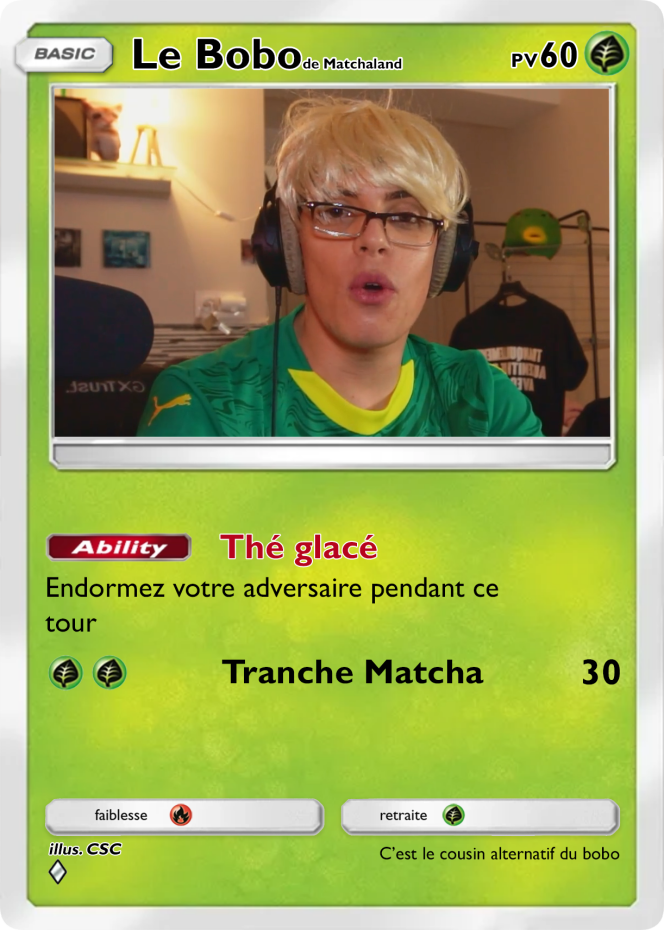 BASIC
Le Bobo de Matchaland
PV60
GXTrust.
Ability
Thé glacé
Endormez votre adversaire pendant ce
tour
Tranche Matcha
30
faiblesse
retraite
illus. CSC
C'est le cousin alternatif du bobo